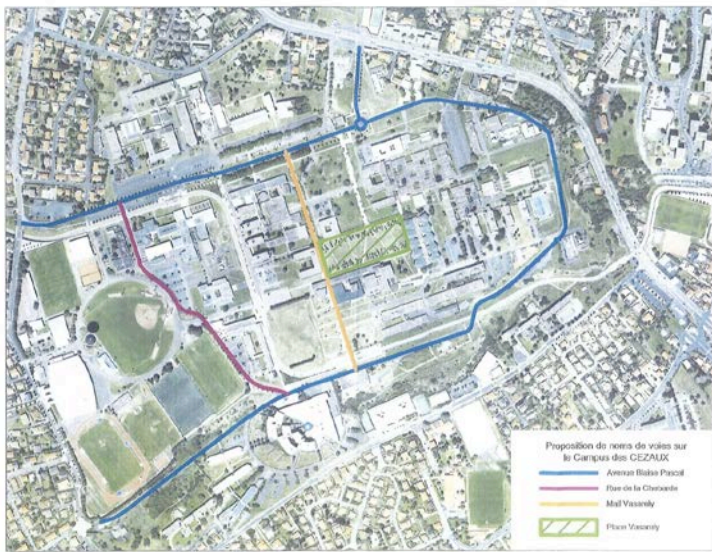 Proposition de noms de voies sur
le Campus des CEZAUX
Avenue Blaise Pascal
Rue de la Chebarde
Mail Vasarely
Place Vasarely